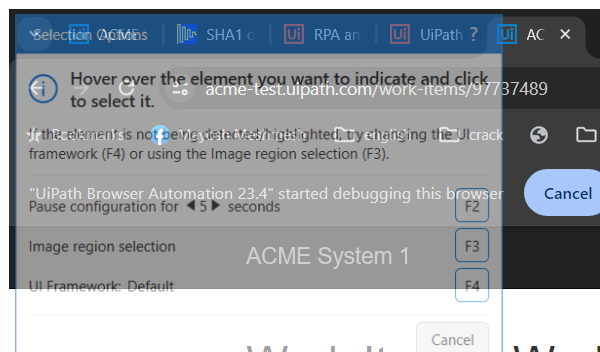 Selection Options
ACME
SHA1 o
RPA an
UiPath ?
AC ×
Hover over the element you want to indicate and click
to select it.
acme-test.uipath.com/work-items/97737489
If the element is not being detected/highlighted, try changing the UI
framework (F4) or using the Image region selection (F3).
Bookmarks
english
crack
"UiPath Browser Automation 23.4" started debugging this browser
Cancel
Pause configuration for 5 seconds
F2
Image region selection
F3
ACME System 1
UI Framework: Default
F4
Cancel